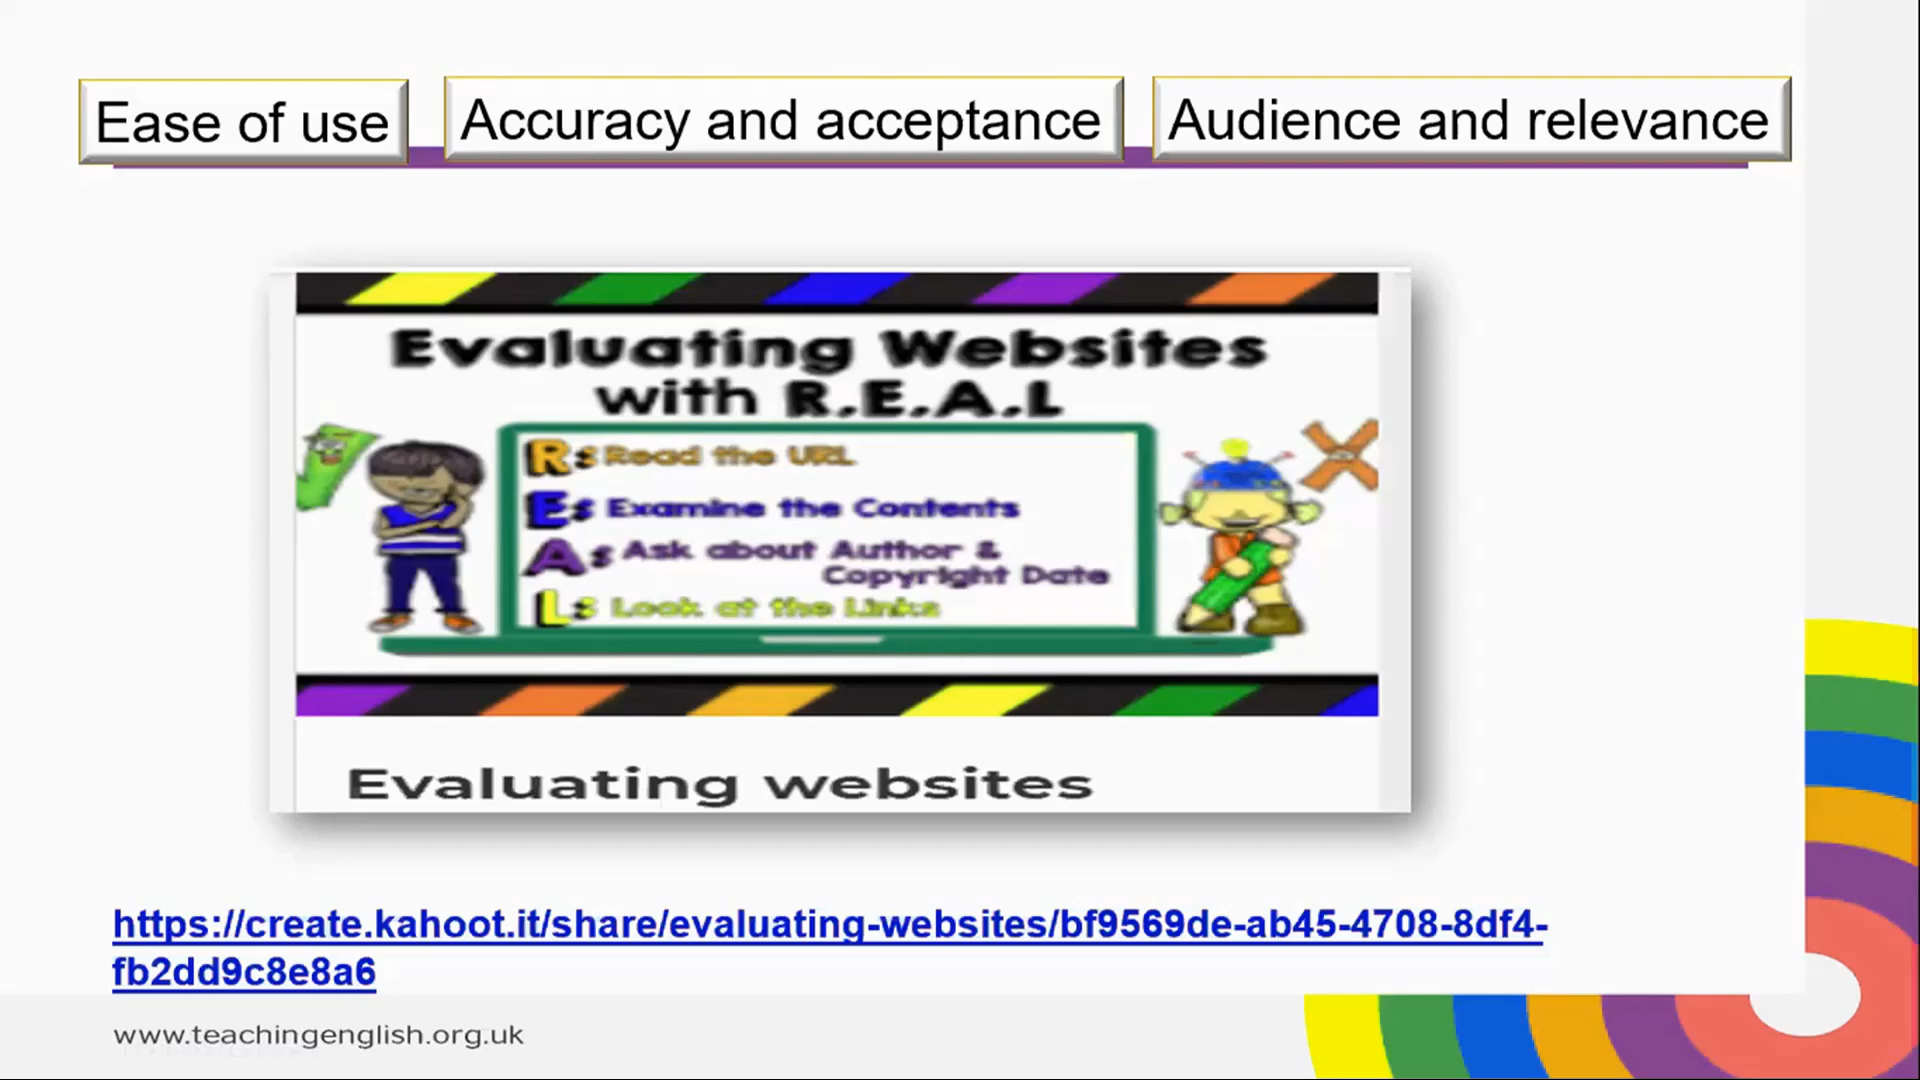 Ease of use
Accuracy and acceptance
Audience and relevance
Evaluating Websites
with R.E.A.L
R: Read the URL
E: Examine the Contents
A: Ask about Author &
Copyright Date
L: Look at the Links
Evaluating websites
https://create.kahoot.it/share/evaluating-websites/bf9569de-ab45-4708-8df4-
fb2dd9c8e8a6
www.teachingenglish.org.uk